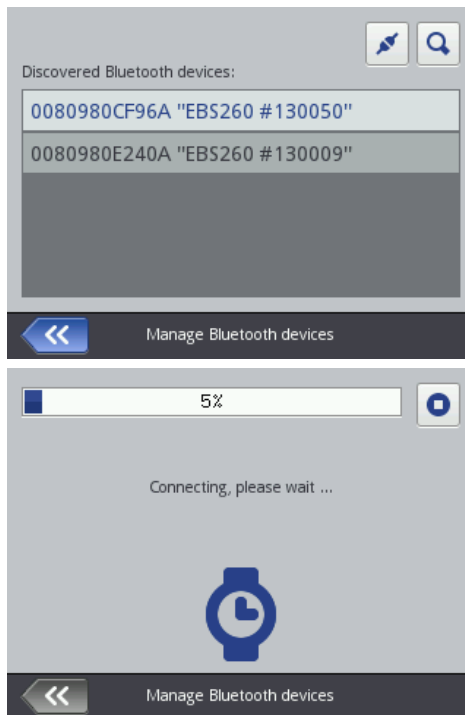 Discovered Bluetooth devices:
0080980CF96A "EBS260 #130050"
0080980E240A "EBS260 #130009"
Manage Bluetooth devices
5%
Connecting, please wait ...
Manage Bluetooth devices